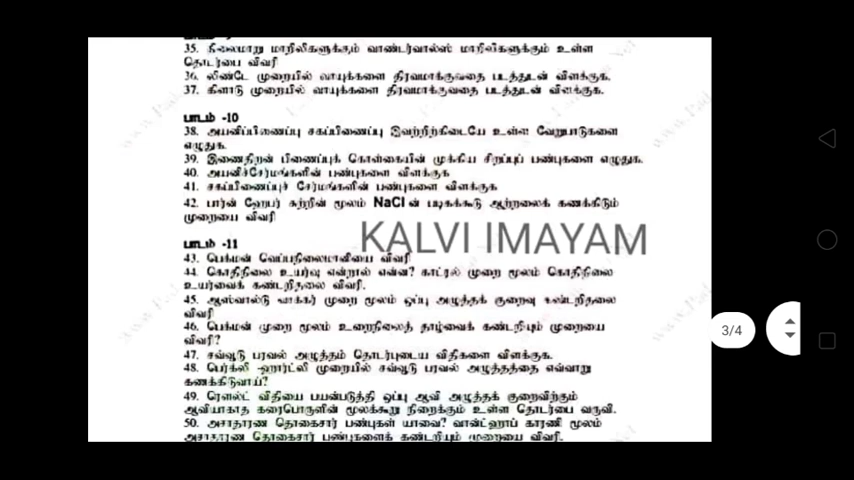 35. நிலைமாறு மாறிலிகளுக்கும் வாண்டர்வால்ஸ் மாறிலிகளுக்கும் உள்ள
தொடர்பை விவரி
36. லிண்டே முறையில் வாயுக்களை திரவமாக்குவதை படத்துடன் விளக்குக.
37. கிளாடு முறையில் வாயுக்களை திரவமாக்குவதை படத்துடன் விளக்குக.
பாடம் -10
38. அயனிப்பிணைப்பு சகப்பிணைப்பு இவற்றிற்கிடையே உள்ள வேறுபாடுகளை
எழுதுக.
39. இணைதிறன் பிணைப்புக் கொள்கையின் முக்கிய சிறப்புப் பண்புகளை எழுதுக.
40. அயனிச்சேர்மங்களின் பண்புகளை விளக்குக
41. சகப்பிணைப்புச் சேர்மங்களின் பண்புகளை விளக்குக
42. பார்ன் ஹேபர் சுற்றின் மூலம் NaCl ன் படிகக்கூடு ஆற்றலைக் கணக்கிடும்
முறையை விவரி
KALVI IMAYAM
பாடம் -11
43. பெக்மன் வெப்பநிலைமானியை விவரி
44. கொதிநிலை உயர்வு என்றால் என்ன? காட்ரல் முறை மூலம் கொதிநிலை
உயர்வைக் கண்டறிதலை விவரி.
45. ஆஸ்வால்டு வாக்கர் முறை மூலம் ஒப்பு அழுத்தக் குறைவு கண்டறிதலை
விவரி
46. பெக்மன் முறை மூலம் உறைநிலைத் தாழ்வைக் கண்டறியும் முறையை
விவரி?
47. சவ்வூடு பரவல் அழுத்தம் தொடர்புடைய விதிகளை விளக்குக.
48. பெர்க்லி -ஹார்ட்லி முறையில் சவ்வூடு பரவல் அழுத்தத்தை எவ்வாறு
கணக்கிடுவாய்?
49. ரௌல்ட் விதியை பயன்படுத்தி ஒப்பு ஆவி அழுத்தக் குறைவிற்கும்
ஆவியாகாத கரைபொருளின் மூலக்கூறு நிறைக்கும் உள்ள தொடர்பை வருவி.
50. அசாதாரண தொகைசார் பண்புகள் யாவை? வான்ட்ஹாப் காரணி மூலம்
அசாதாரண தொகைசார் பண்புகளைக் கண்டறியும் முறையை விவரி.
3/4